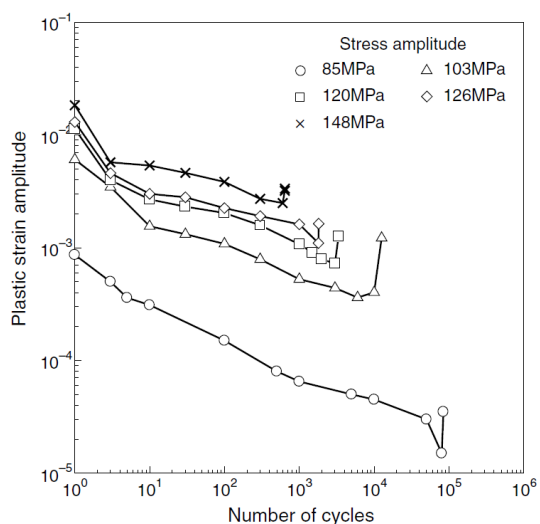 Stress amplitude
85MPa
103MPa
120MPa
126MPa
148MPa
Plastic strain amplitude
10⁻¹
10⁻²
10⁻³
10⁻⁴
10⁻⁵
10⁰
10¹
10²
10³
10⁴
10⁵
10⁶
Number of cycles